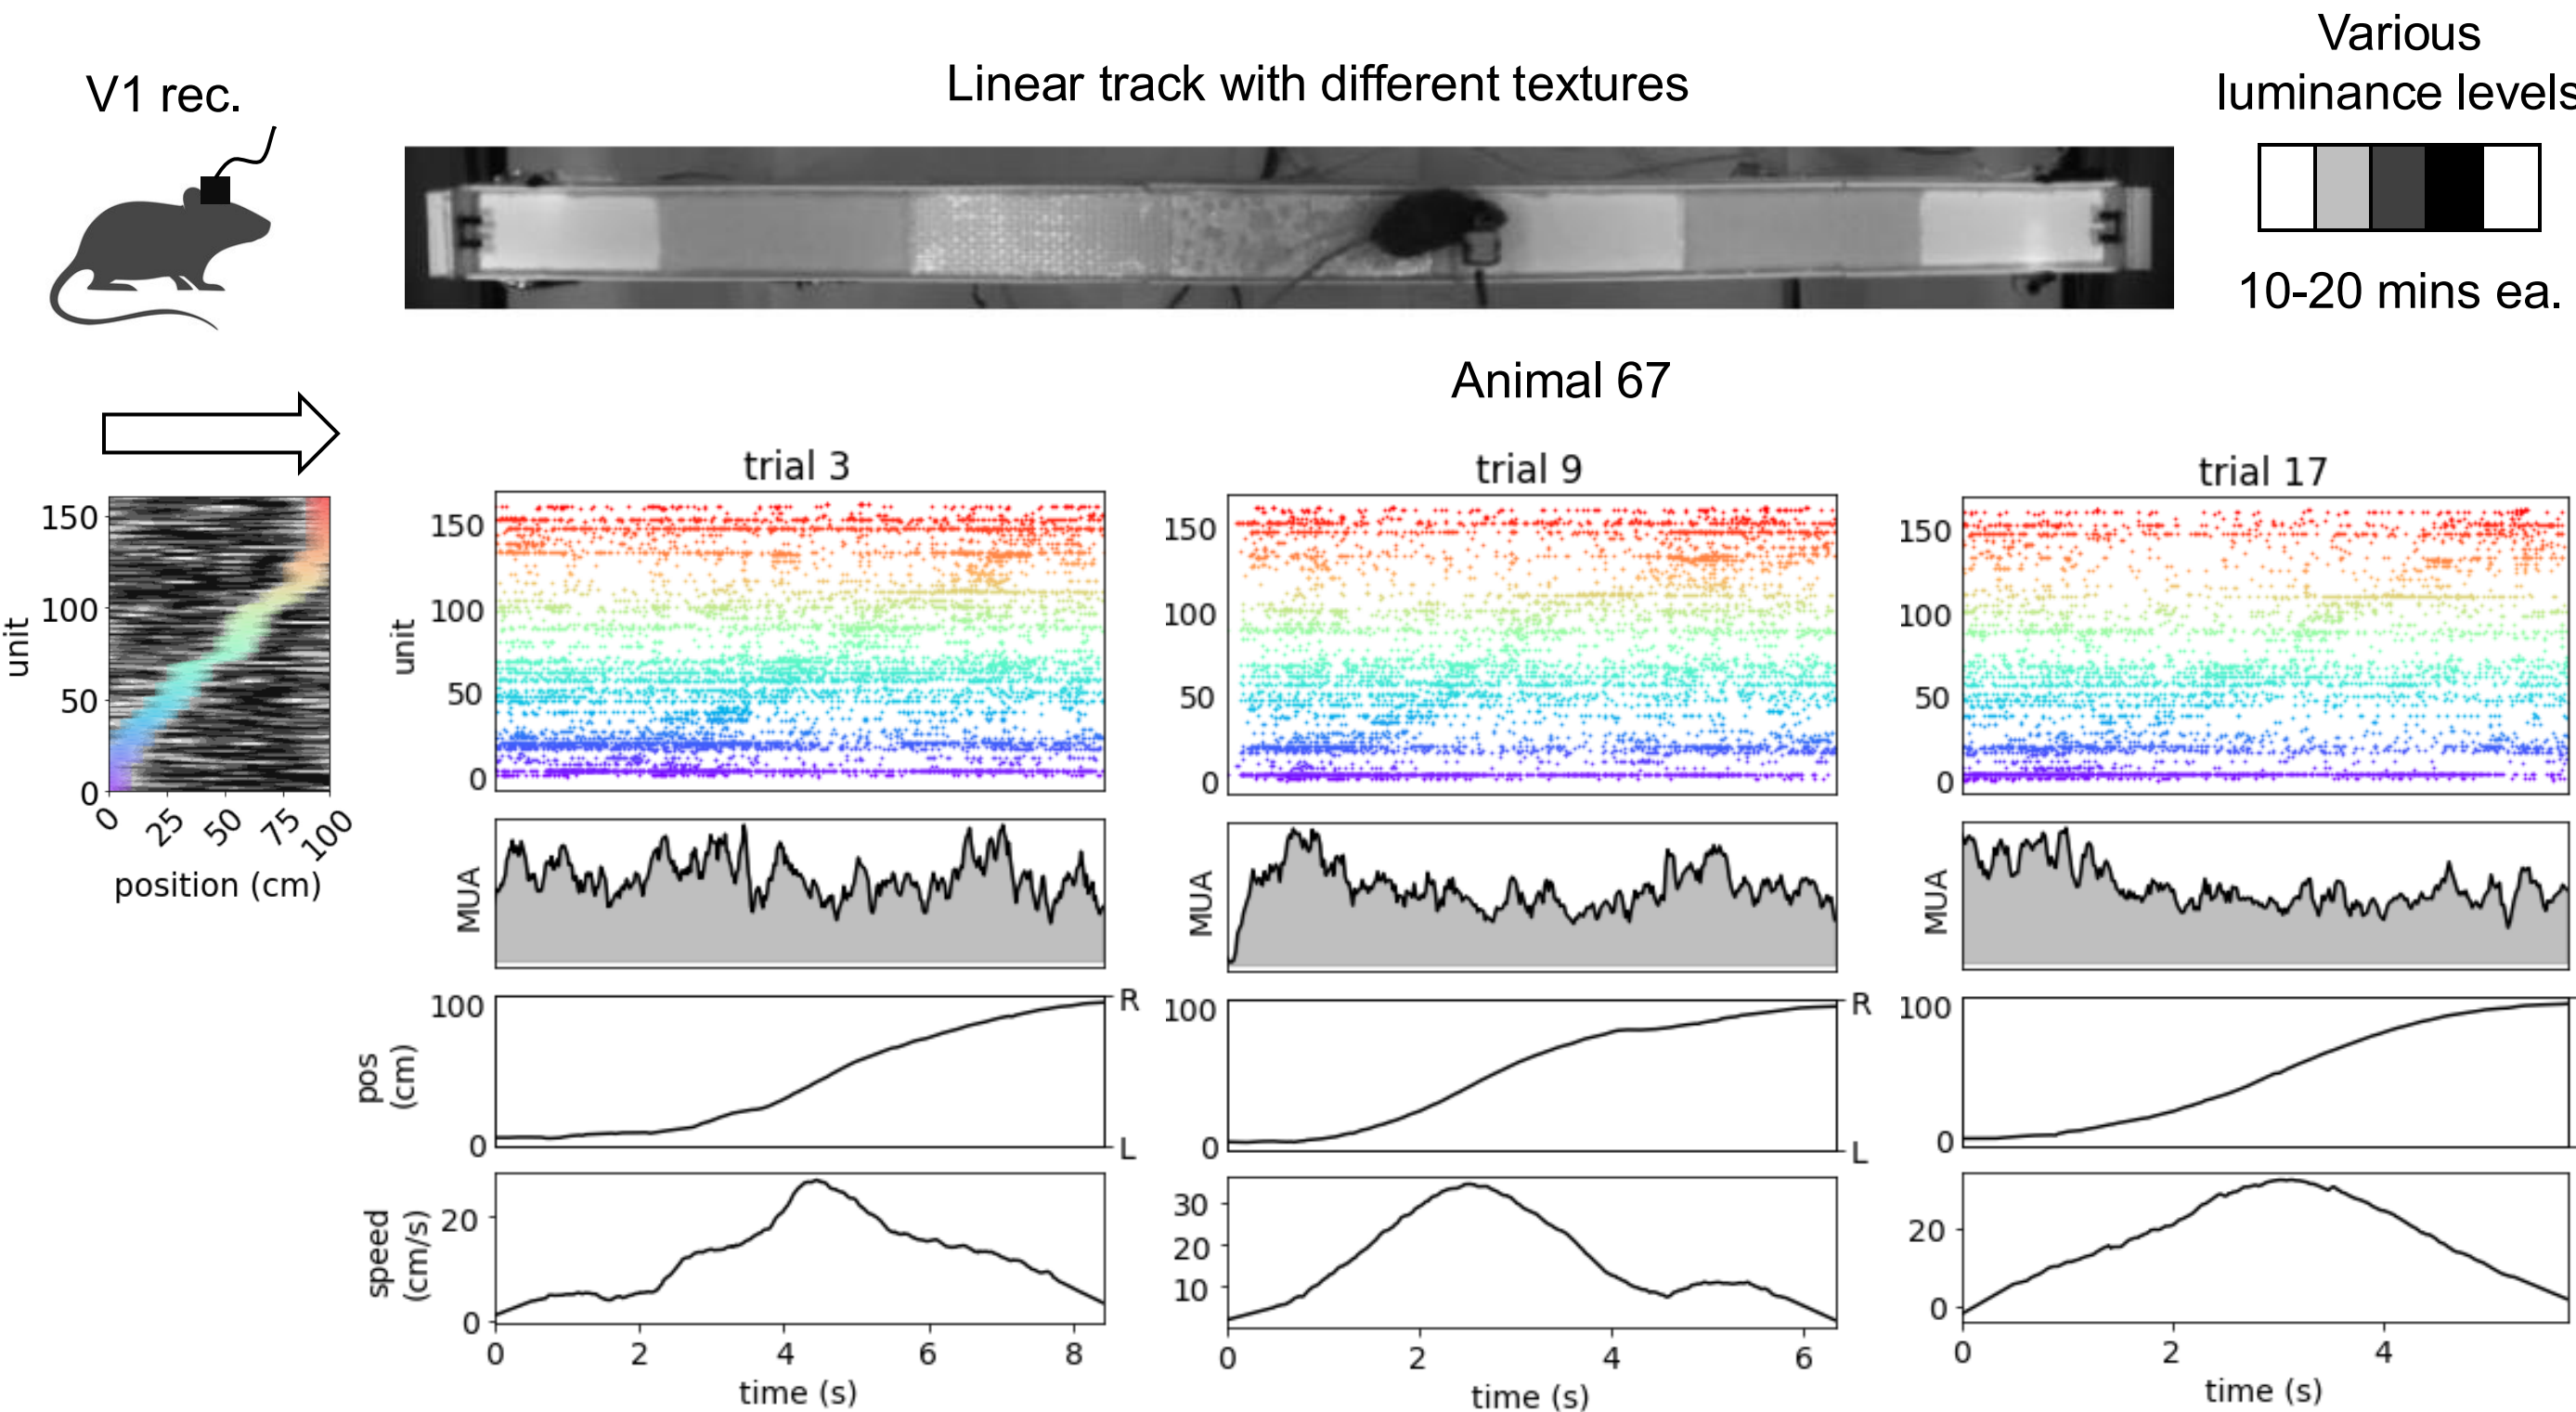 V1 rec.
Linear track with different textures
Various
luminance levels
10-20 mins ea.
Animal 67
trial 3
trial 9
trial 17
unit
150
100
50
0
0
25
50
75
100
position (cm)
unit
150
100
50
0
150
100
50
0
150
100
50
0
MUA
MUA
MUA
pos
(cm)
100
0
R
L
100
0
R
L
100
0
speed
(cm/s)
20
0
30
20
10
20
0
0
2
4
6
8
time (s)
0
2
4
6
time (s)
0
2
4
time (s)